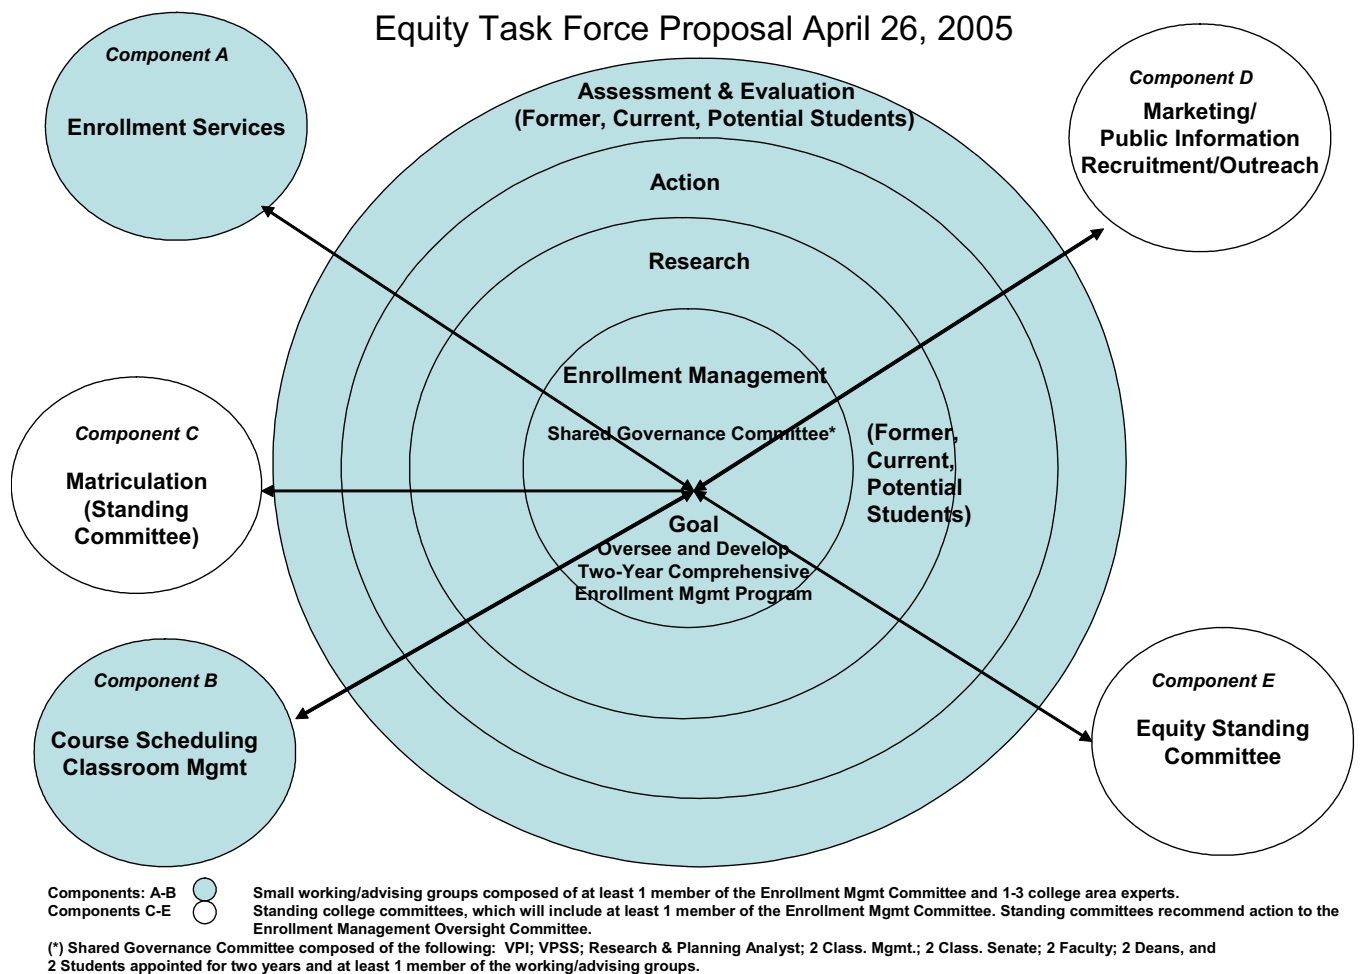 Equity Task Force Proposal April 26, 2005
Component A
Enrollment Services
Component D
Marketing/
Public Information
Recruitment/Outreach
Assessment & Evaluation
(Former, Current, Potential Students)
Action
Research
Enrollment Management
Shared Governance Committee*
(Former,
Current,
Potential
Students)
Goal
Oversee and Develop
Two-Year Comprehensive
Enrollment Mgmt Program
Component C
Matriculation
(Standing
Committee)
Component B
Course Scheduling
Classroom Mgmt
Component E
Equity Standing
Committee
Components: A-B Small working/advising groups composed of at least 1 member of the Enrollment Mgmt Committee and 1-3 college area experts.
Components C-E Standing college committees, which will include at least 1 member of the Enrollment Mgmt Committee. Standing committees recommend action to the
Enrollment Management Oversight Committee.
(*) Shared Governance Committee composed of the following: VPI; VPSS; Research & Planning Analyst; 2 Class. Mgmt.; 2 Class. Senate; 2 Faculty; 2 Deans, and
2 Students appointed for two years and at least 1 member of the working/advising groups.